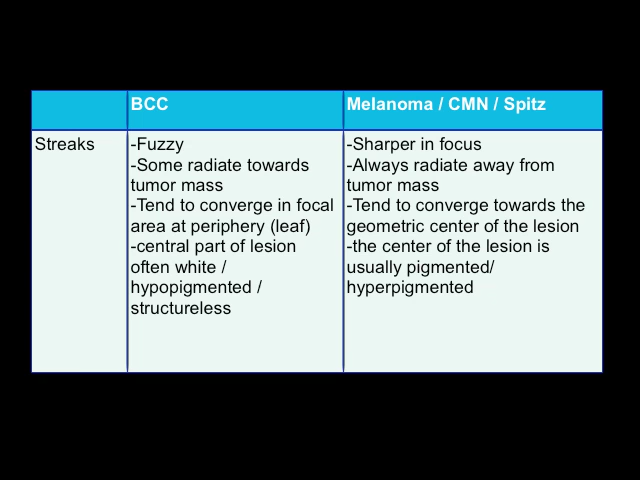 BCC
Melanoma / CMN / Spitz
Streaks
-Fuzzy
-Some radiate towards
tumor mass
-Tend to converge in focal
area at periphery (leaf)
-central part of lesion
often white /
hypopigmented /
structureless
-Sharper in focus
-Always radiate away from
tumor mass
-Tend to converge towards the
geometric center of the lesion
-the center of the lesion is
usually pigmented/
hyperpigmented